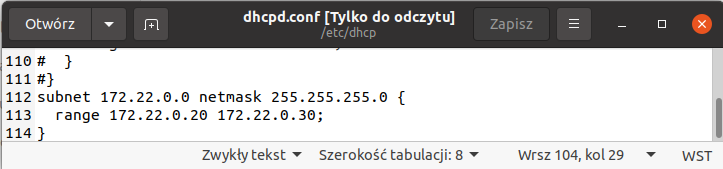 Otwórz
dhcpd.conf [Tylko do odczytu]
/etc/dhcp
Zapisz
110 #  }
111 #}
112 subnet 172.22.0.0 netmask 255.255.255.0 {
113   range 172.22.0.20 172.22.0.30;
114 }
Zwykły tekst
Szerokość tabulacji: 8
Wrsz 104, kol 29
WST